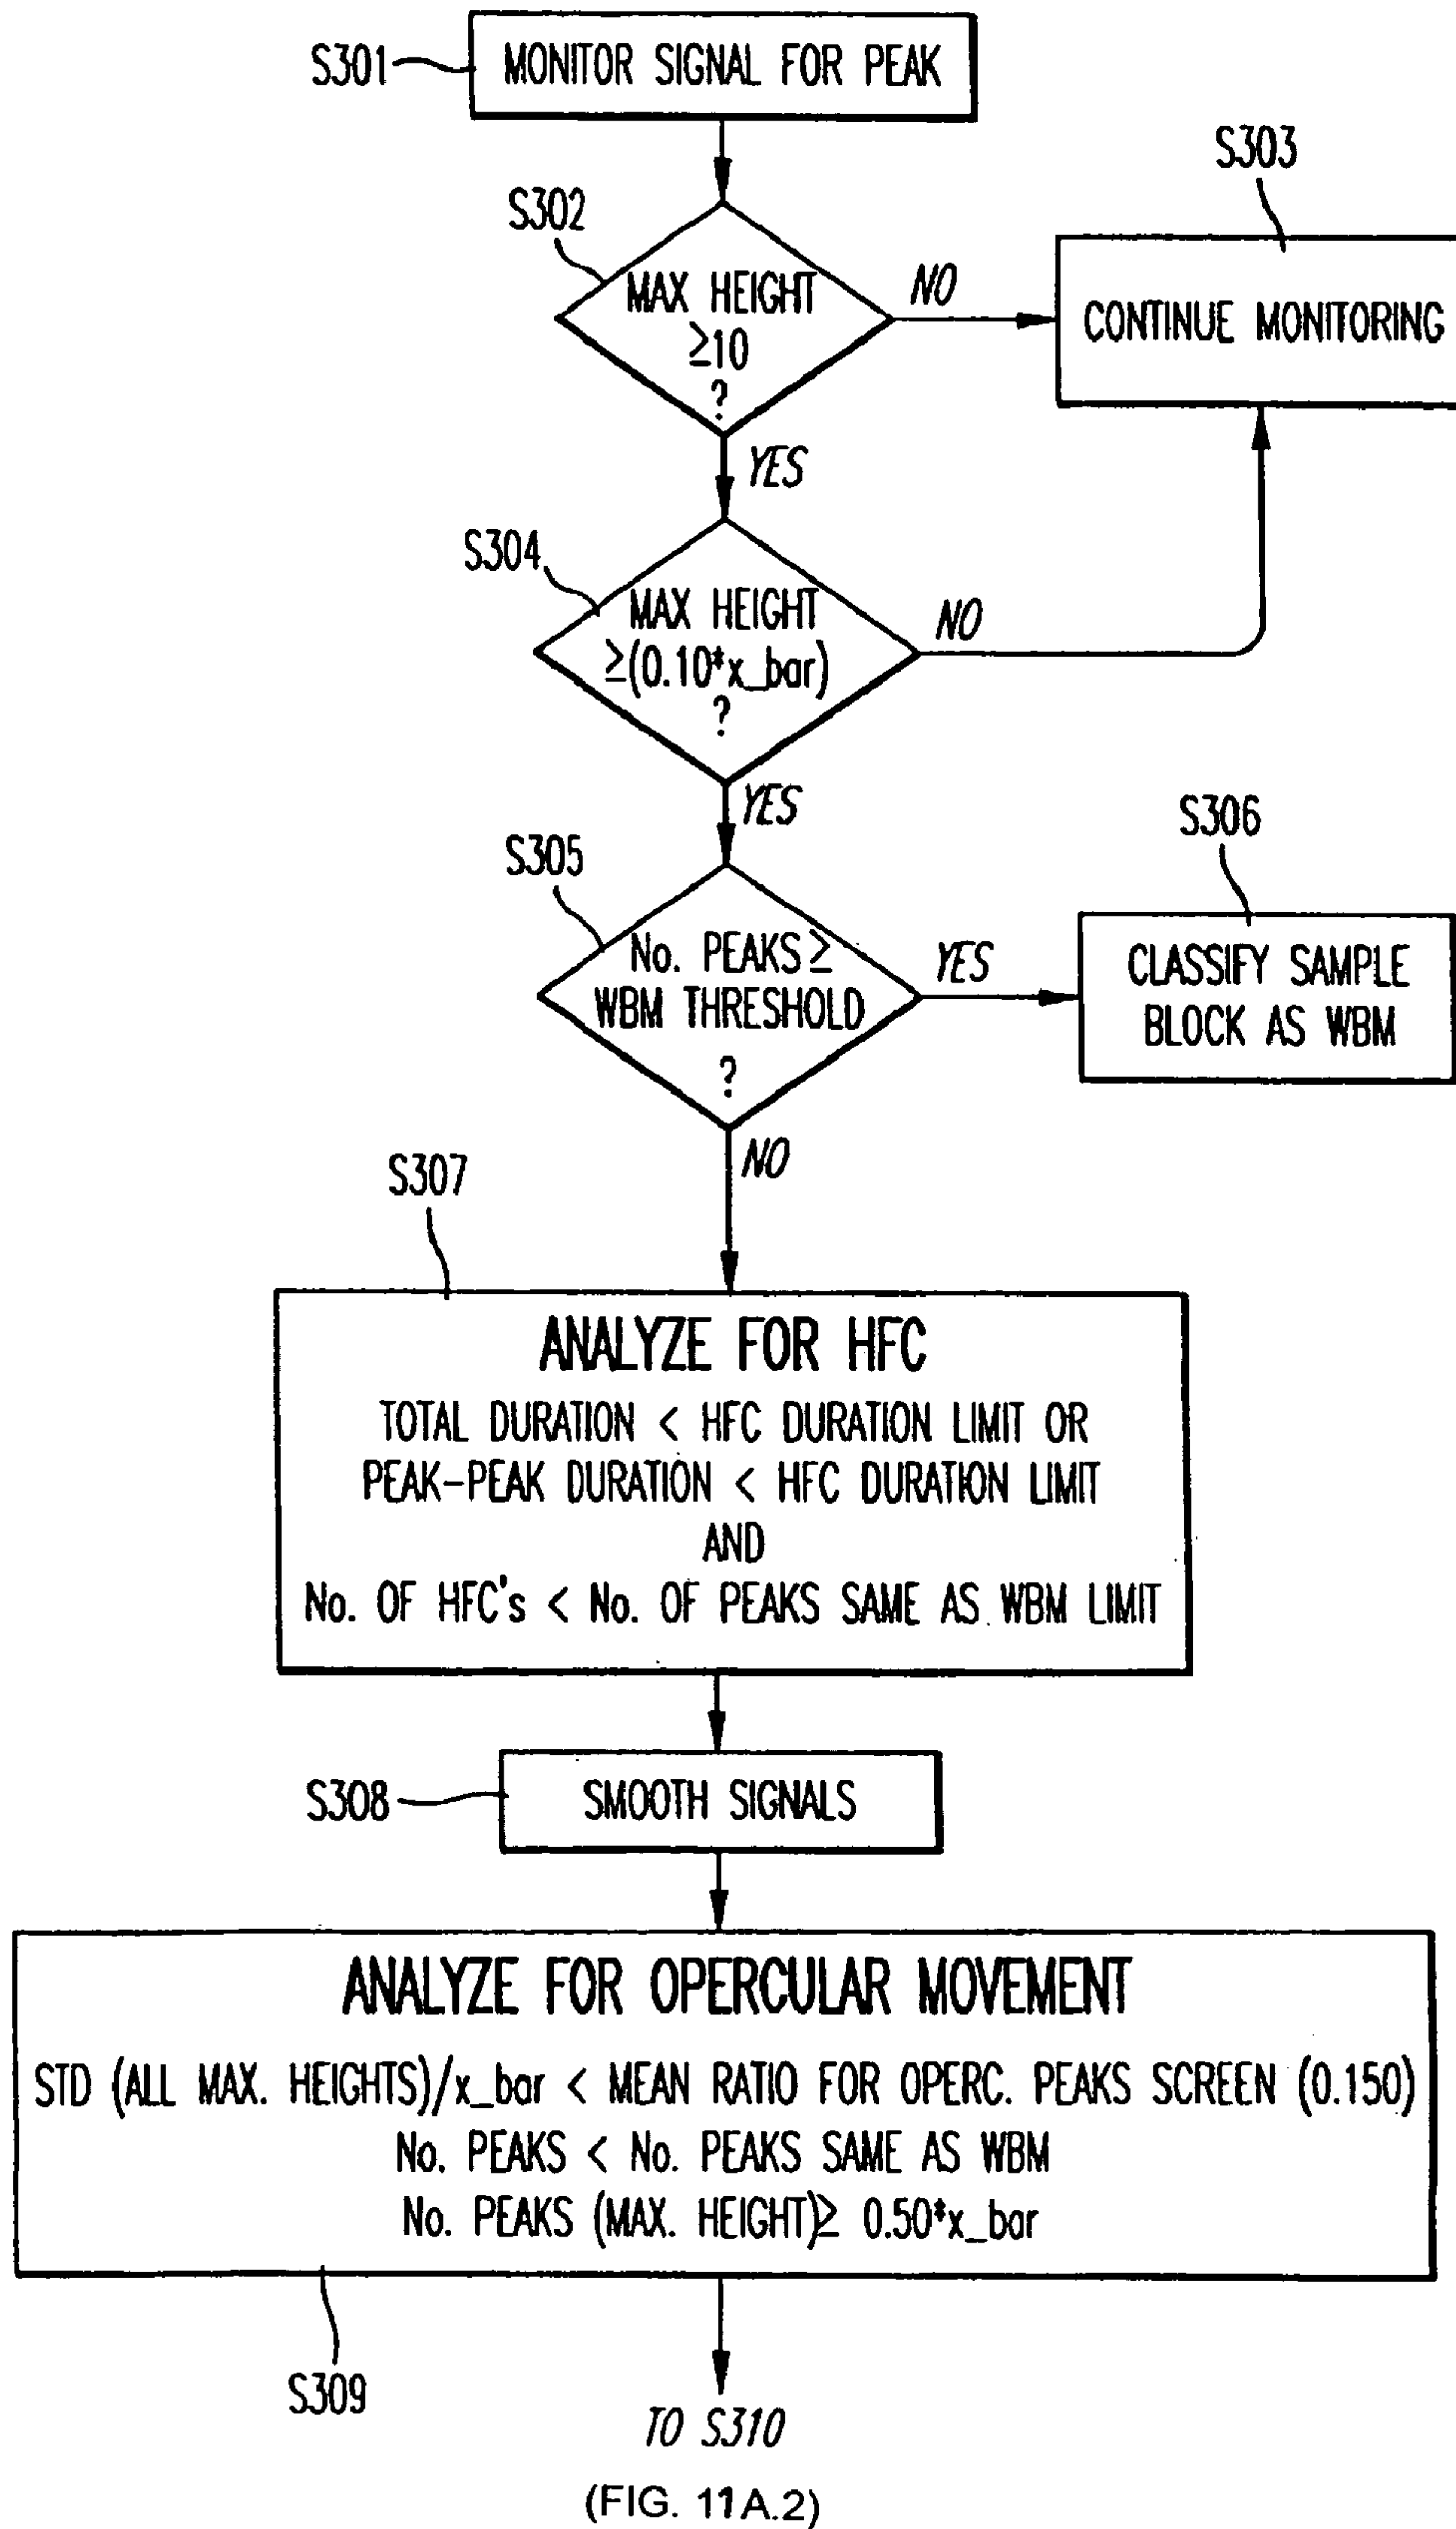 S301
MONITOR SIGNAL FOR PEAK
S302
MAX HEIGHT
≥10
?
NO
S303
CONTINUE MONITORING
YES
S304
MAX HEIGHT
≥(0.10*x_bar)
?
NO
YES
S305
No. PEAKS ≥
WBM THRESHOLD
?
YES
S306
CLASSIFY SAMPLE
BLOCK AS WBM
NO
S307
ANALYZE FOR HFC
TOTAL DURATION < HFC DURATION LIMIT OR
PEAK-PEAK DURATION < HFC DURATION LIMIT
AND
No. OF HFC's < No. OF PEAKS SAME AS WBM LIMIT
S308
SMOOTH SIGNALS
ANALYZE FOR OPERCULAR MOVEMENT
STD (ALL MAX. HEIGHTS)/x_bar < MEAN RATIO FOR OPERC. PEAKS SCREEN (0.150)
No. PEAKS < No. PEAKS SAME AS WBM
No. PEAKS (MAX. HEIGHT)≥ 0.50*x_bar
S309
TO S310
(FIG. 11A.2)